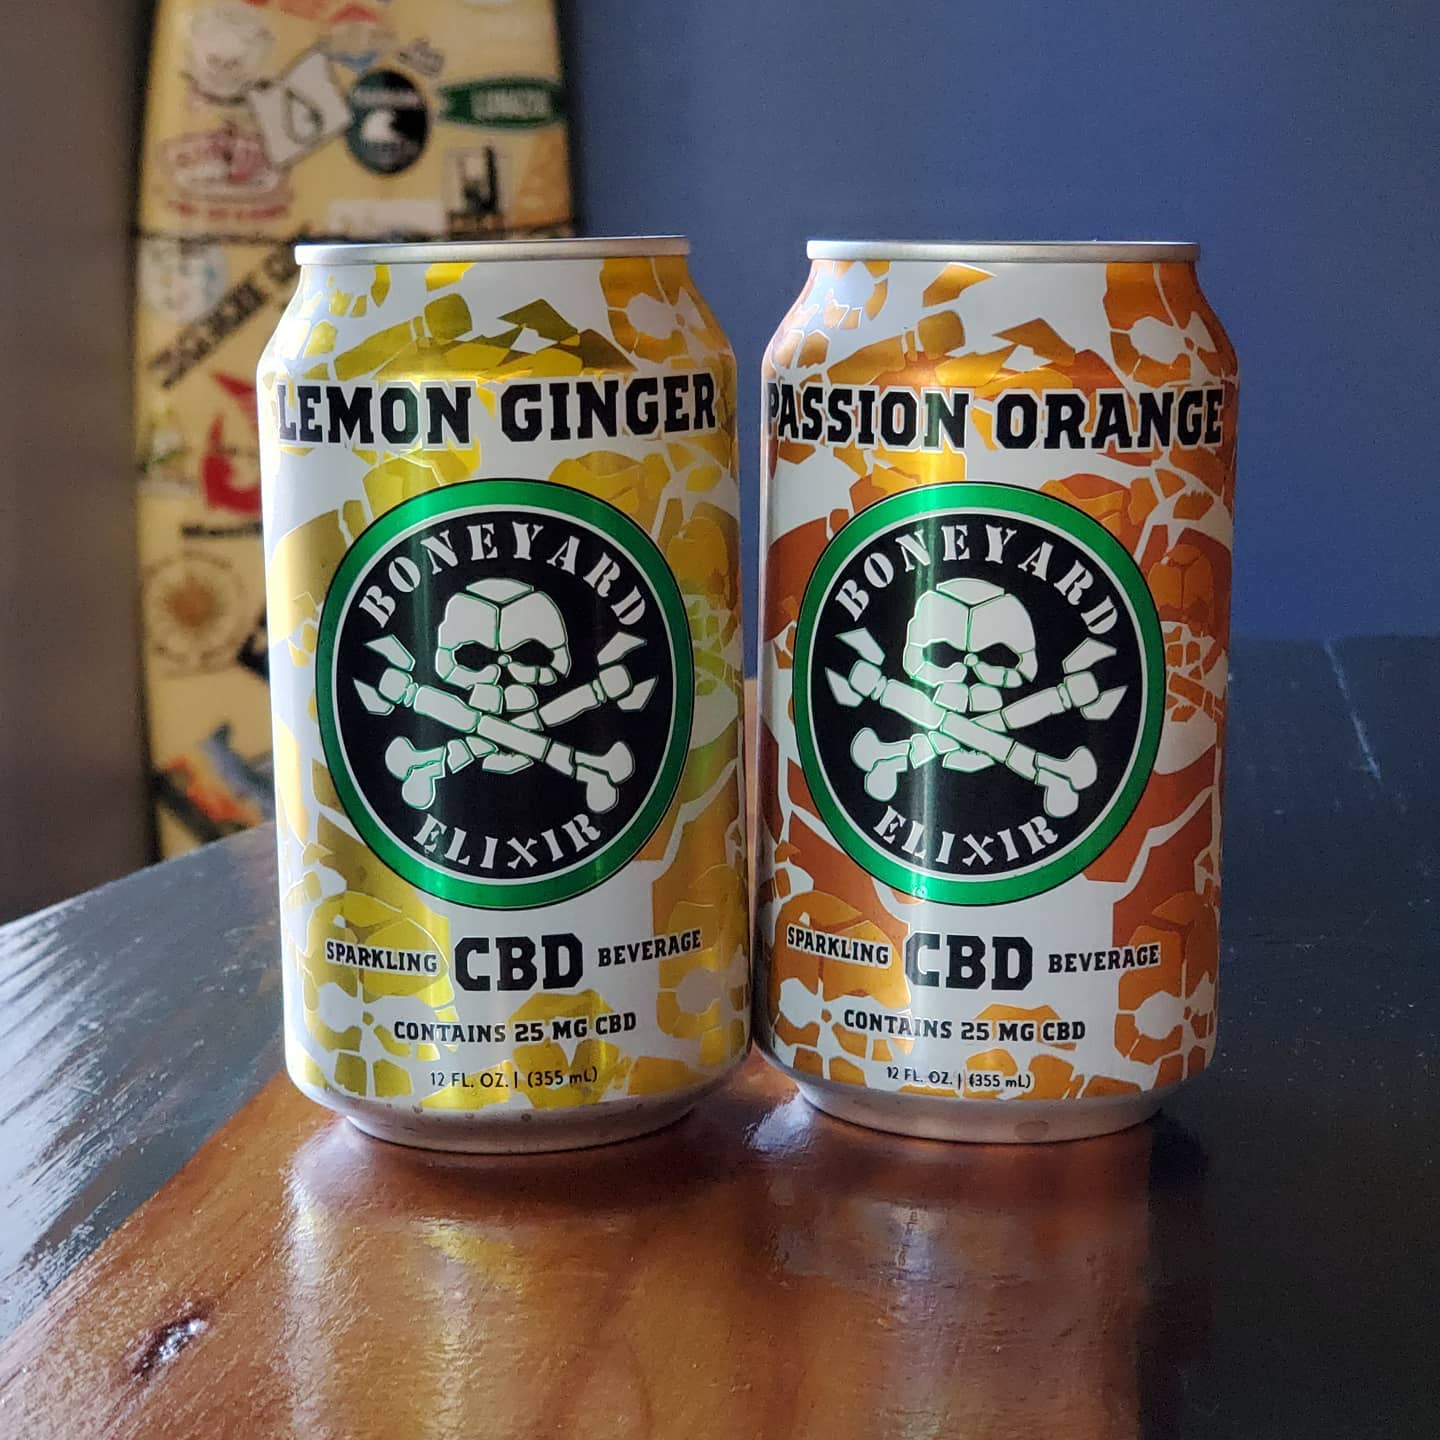 LEMON GINGER
BONEYARD
ELIXIR
SPARKLING CBD BEVERAGE
CONTAINS 25 MG CBD
12 FL. OZ. | (355 mL)
PASSION ORANGE
BONEYARD
ELIXIR
SPARKLING CBD BEVERAGE
CONTAINS 25 MG CBD
12 FL. OZ. | (355 mL)